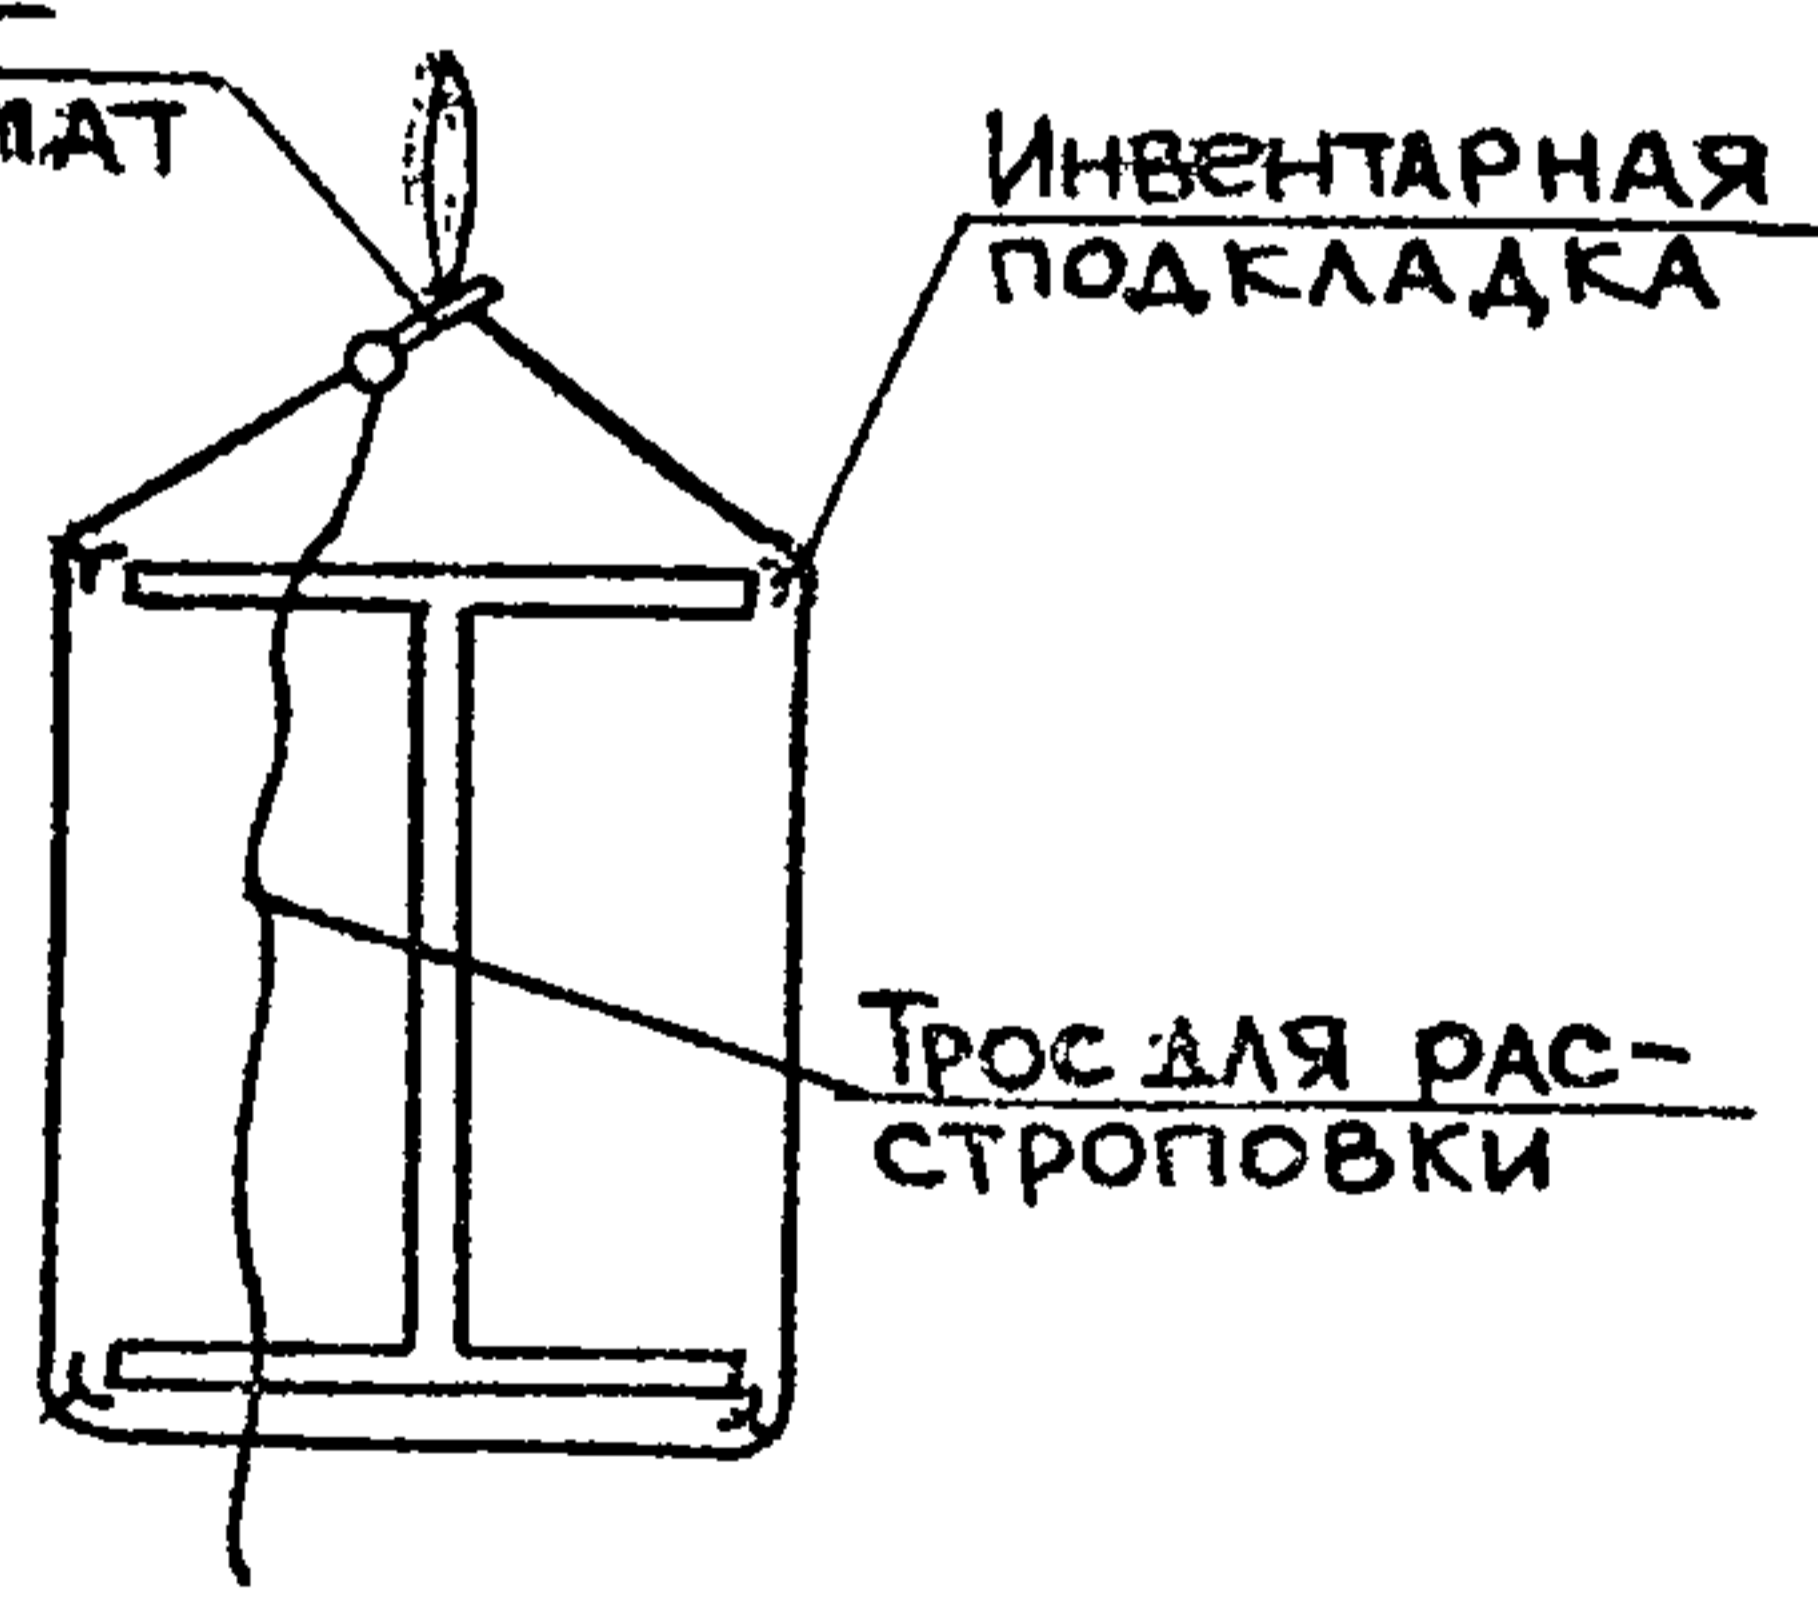 МАТ
Инвентарная
подкладка
Трос для рас-
строповки